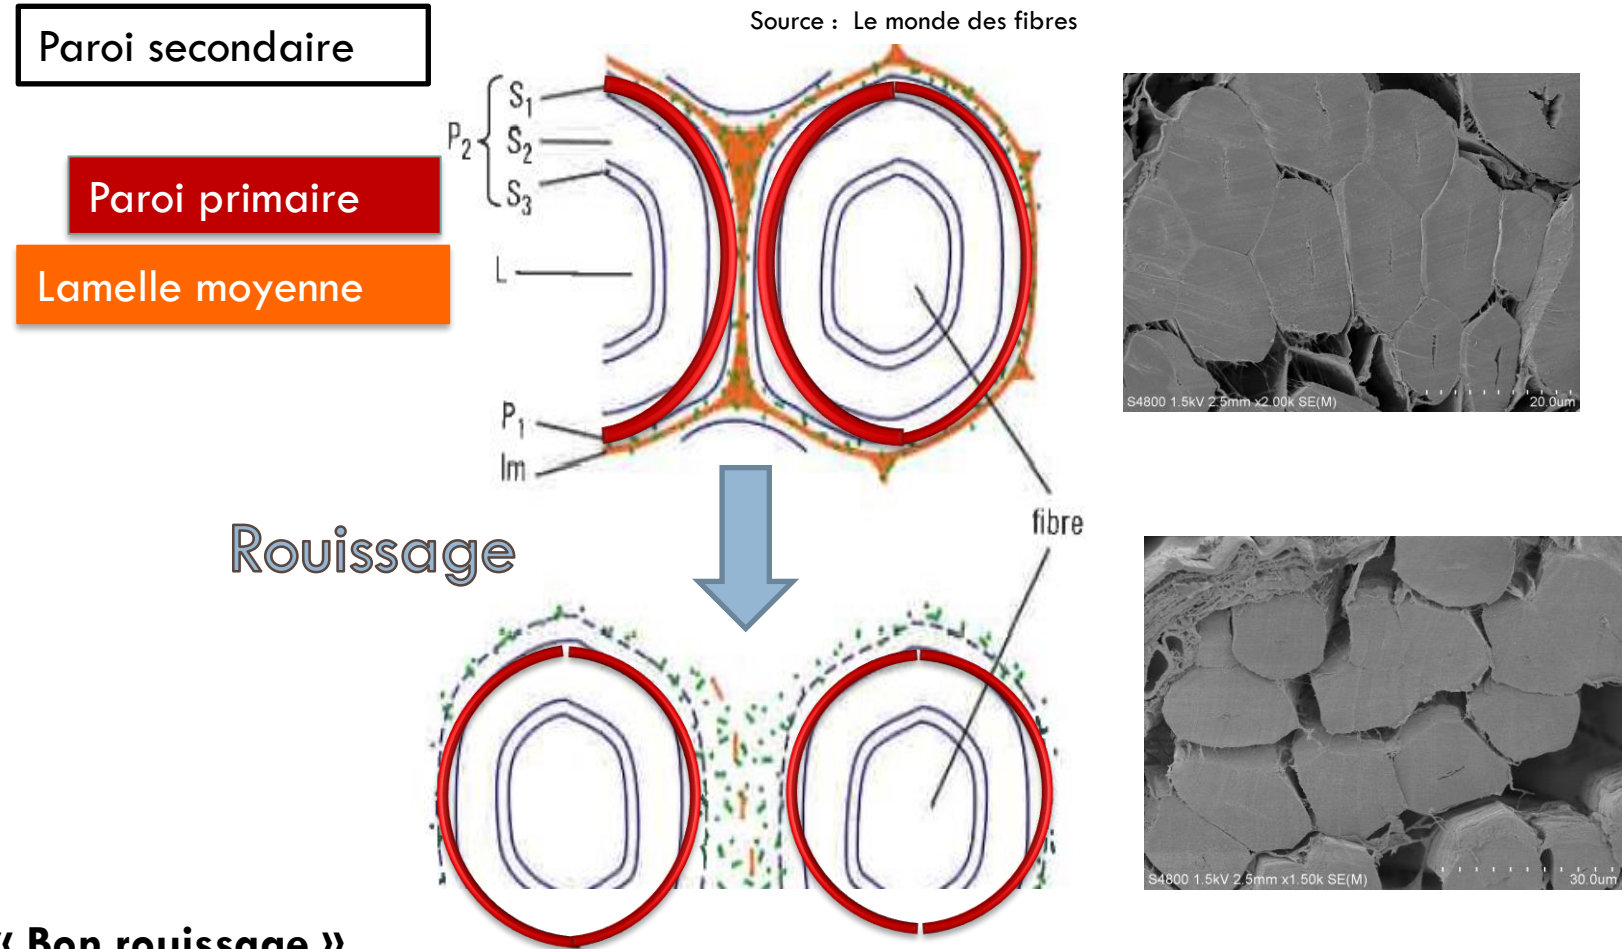 Source : Le monde des fibres
Paroi secondaire
Paroi primaire
Lamelle moyenne
P2
S1
S2
S3
L
P1
lm
fibre
Rouissage
S4800 1.5kV 2.5mm x2.00k SE(M)
20.0um
S4800 1.5kV 2.5mm x1.50k SE(M)
30.0um
« Bon rouissage »